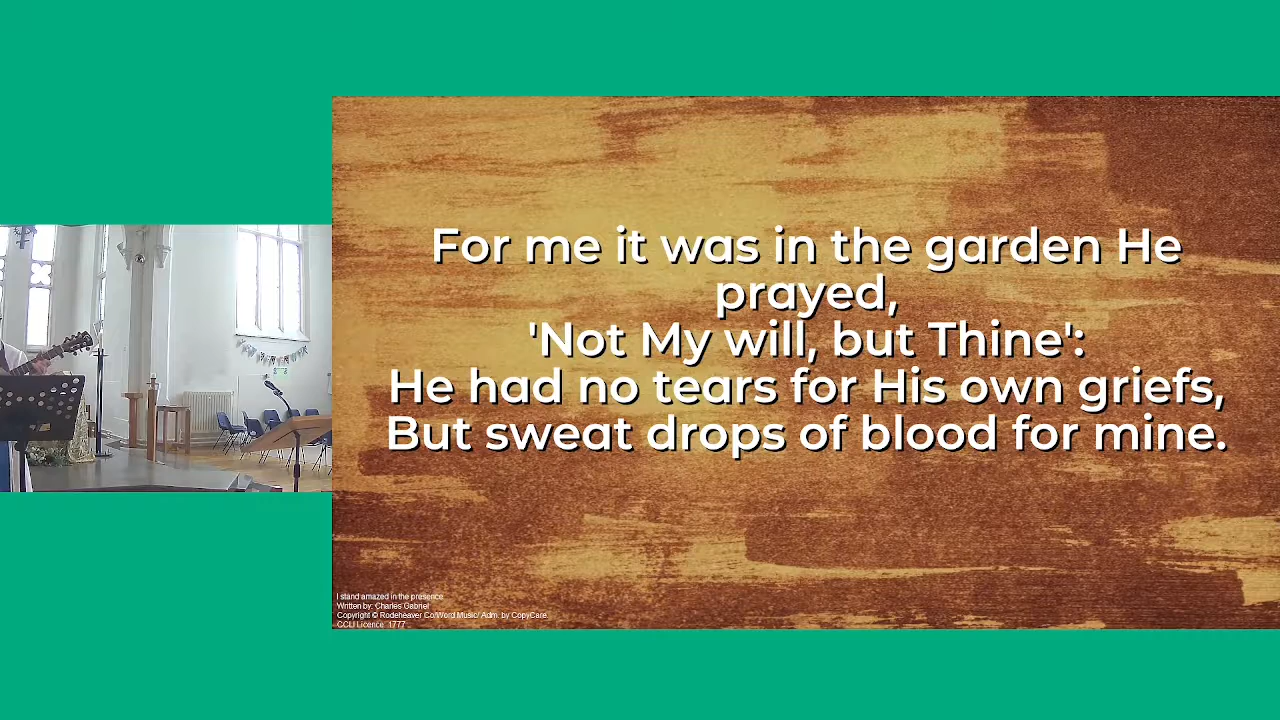 For me it was in the garden He
prayed,
'Not My will, but Thine':
He had no tears for His own griefs,
But sweat drops of blood for mine.
I stand amazed in the presence
Written by: Charles Gabriel
Copyright © Rodeheaver Co/Word Music/ Adm. by CopyCare.
CCLI Licence: 1777